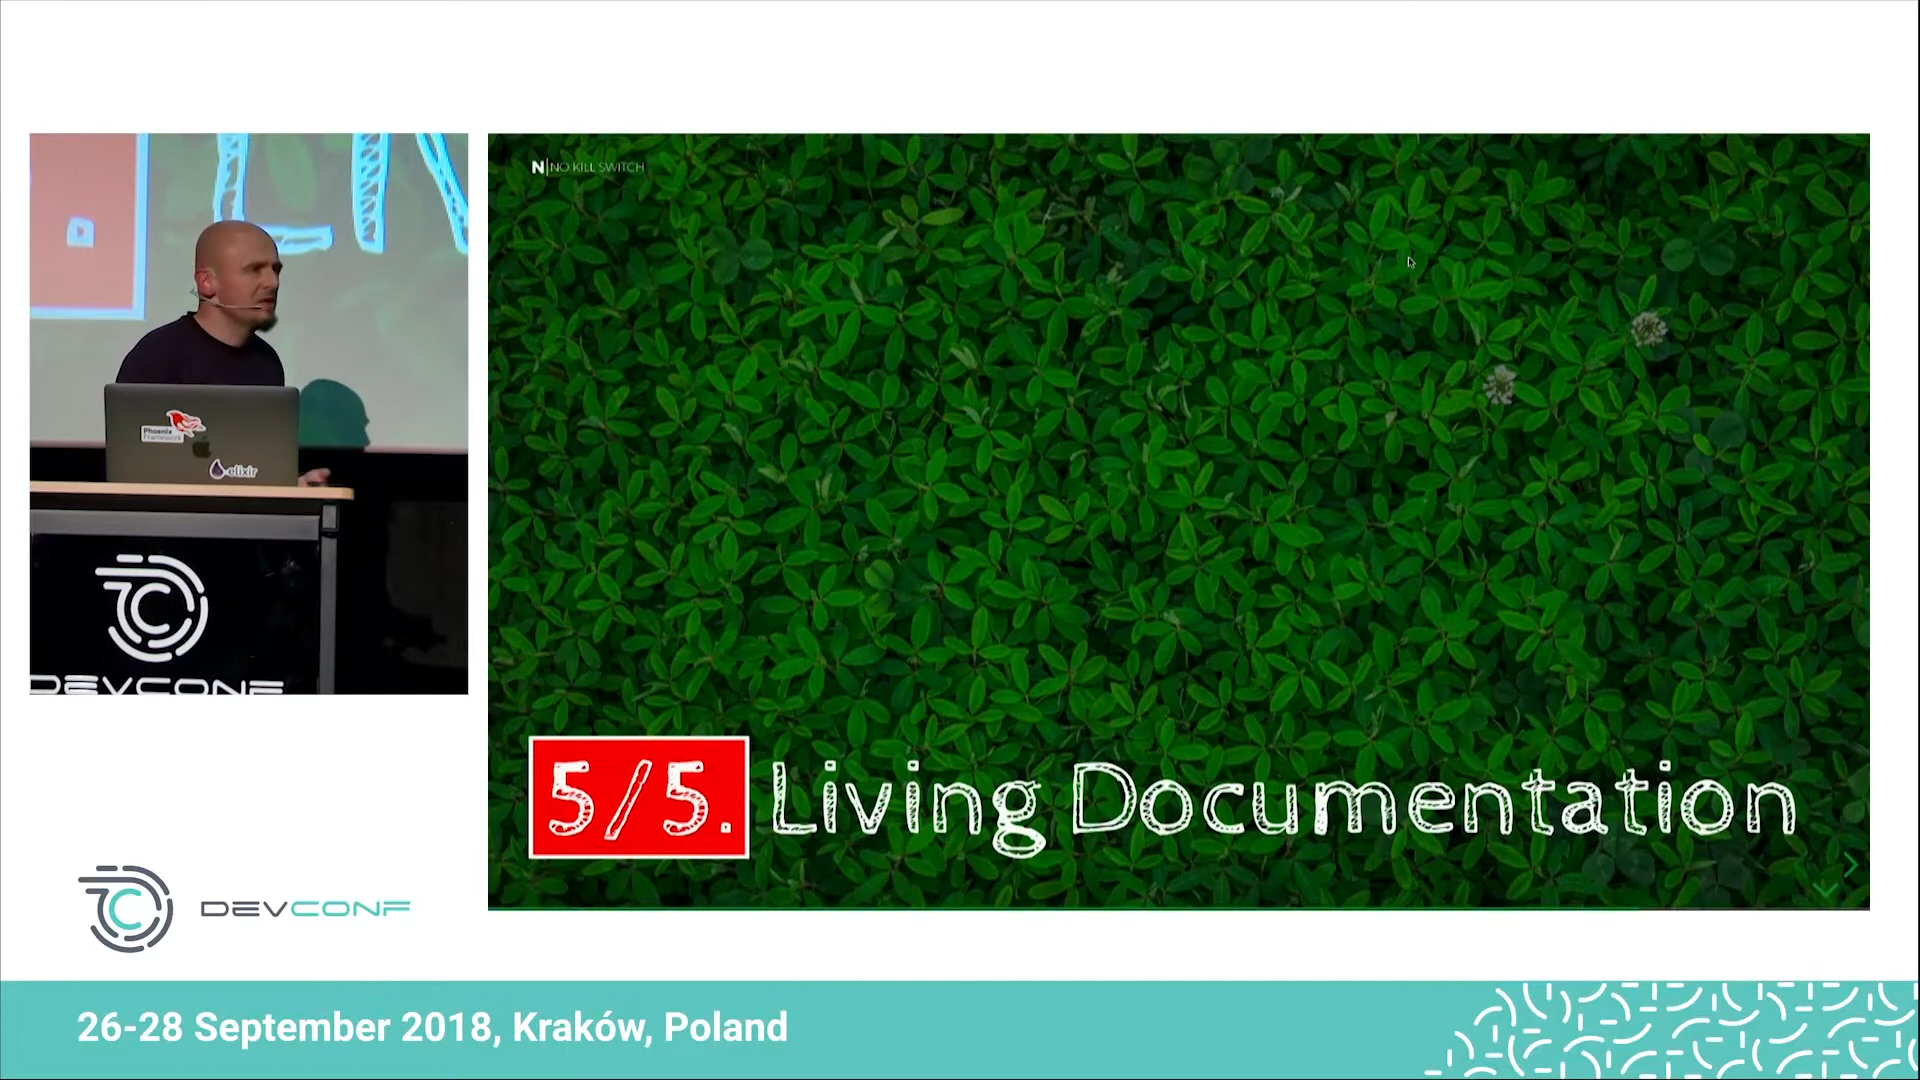 N|NO KILL SWITCH
Phoenix
Framework
elixir
DEVCONF
5/5. Living Documentation
DEVCONF
26-28 September 2018, Kraków, Poland